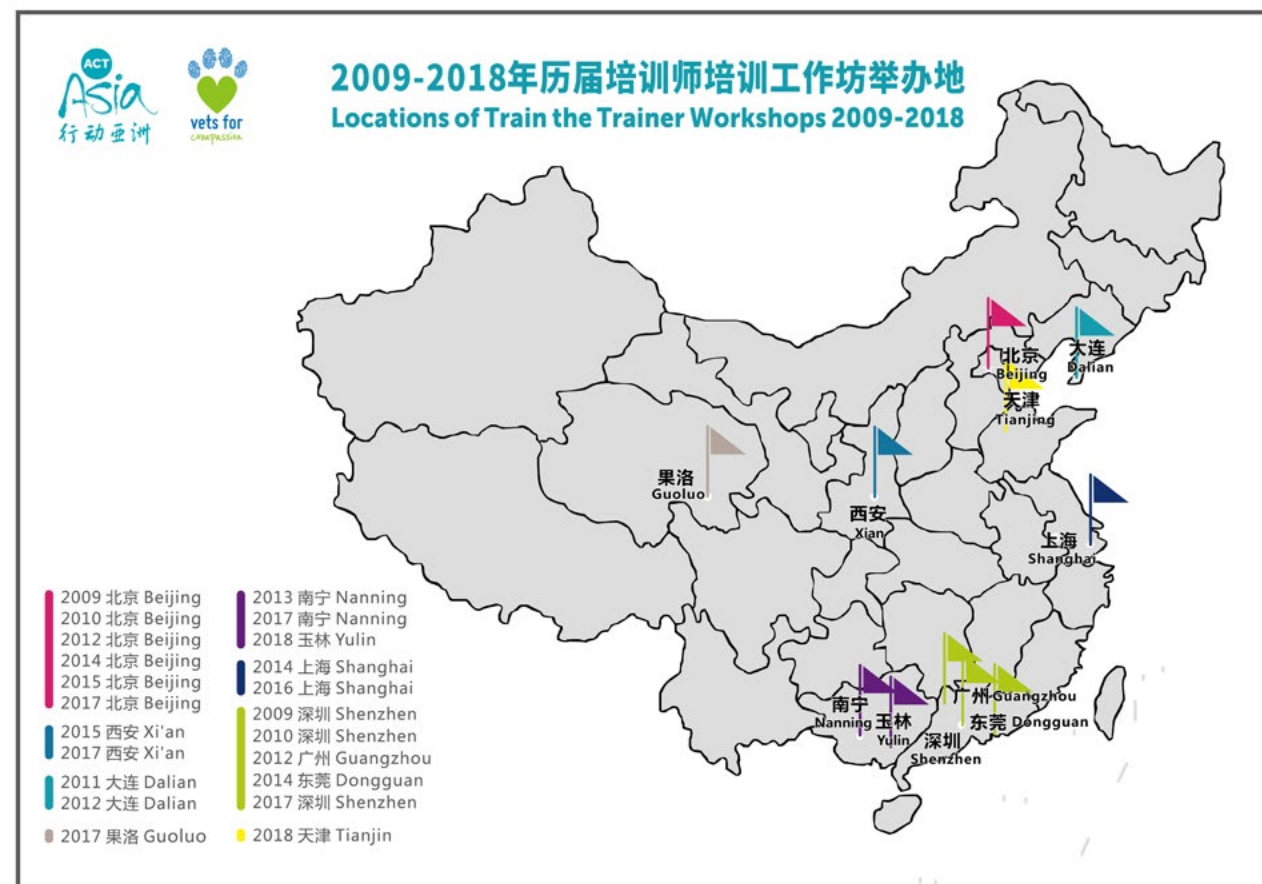 ACT
Asia
行动亚洲
vets for
compassion
2009-2018年历届培训师培训工作坊举办地
Locations of Train the Trainer Workshops 2009-2018
北京
Beijing
大连
Dalian
天津
Tianjing
果洛
Guoluo
西安
Xian
上海
Shanghai
广州 Guangzhou
南宁
Nanning
玉林
Yulin
东莞 Dongguan
深圳
Shenzhen
2009 北京 Beijing
2010 北京 Beijing
2012 北京 Beijing
2014 北京 Beijing
2015 北京 Beijing
2017 北京 Beijing
2015 西安 Xi'an
2017 西安 Xi'an
2011 大连 Dalian
2012 大连 Dalian
2017 果洛 Guoluo
2013 南宁 Nanning
2017 南宁 Nanning
2018 玉林 Yulin
2014 上海 Shanghai
2016 上海 Shanghai
2009 深圳 Shenzhen
2010 深圳 Shenzhen
2012 广州 Guangzhou
2014 东莞 Dongguan
2017 深圳 Shenzhen
2018 天津 Tianjin